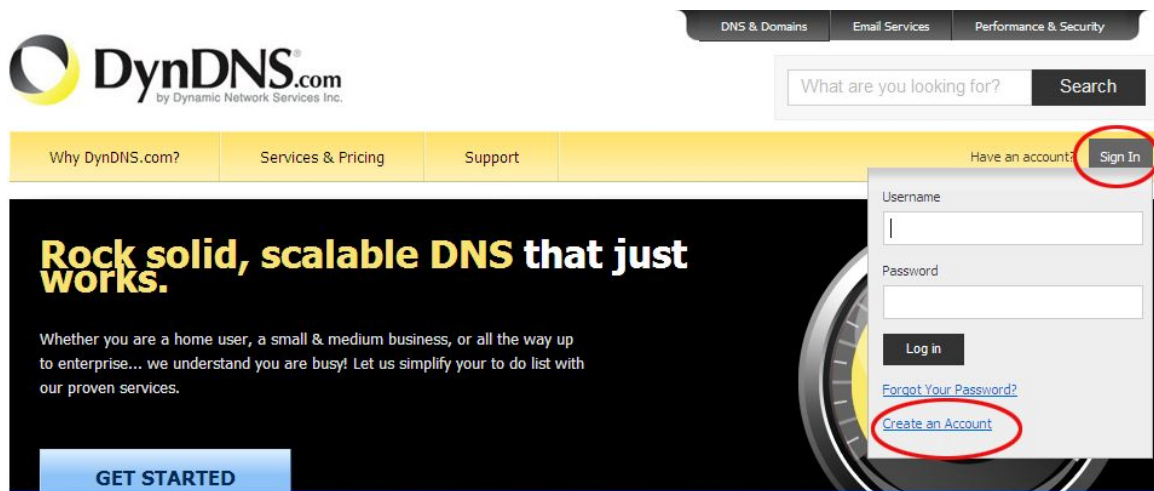 DNS & Domains Email Services Performance & Security
DynDNS.com
by Dynamic Network Services Inc.
What are you looking for? Search
Why DynDNS.com? Services & Pricing Support Have an account? Sign In
Username
Password
Log in
Forgot Your Password?
Create an Account
Rock solid, scalable DNS that just
works.
Whether you are a home user, a small & medium business, or all the way up
to enterprise... we understand you are busy! Let us simplify your to do list with
our proven services.
GET STARTED